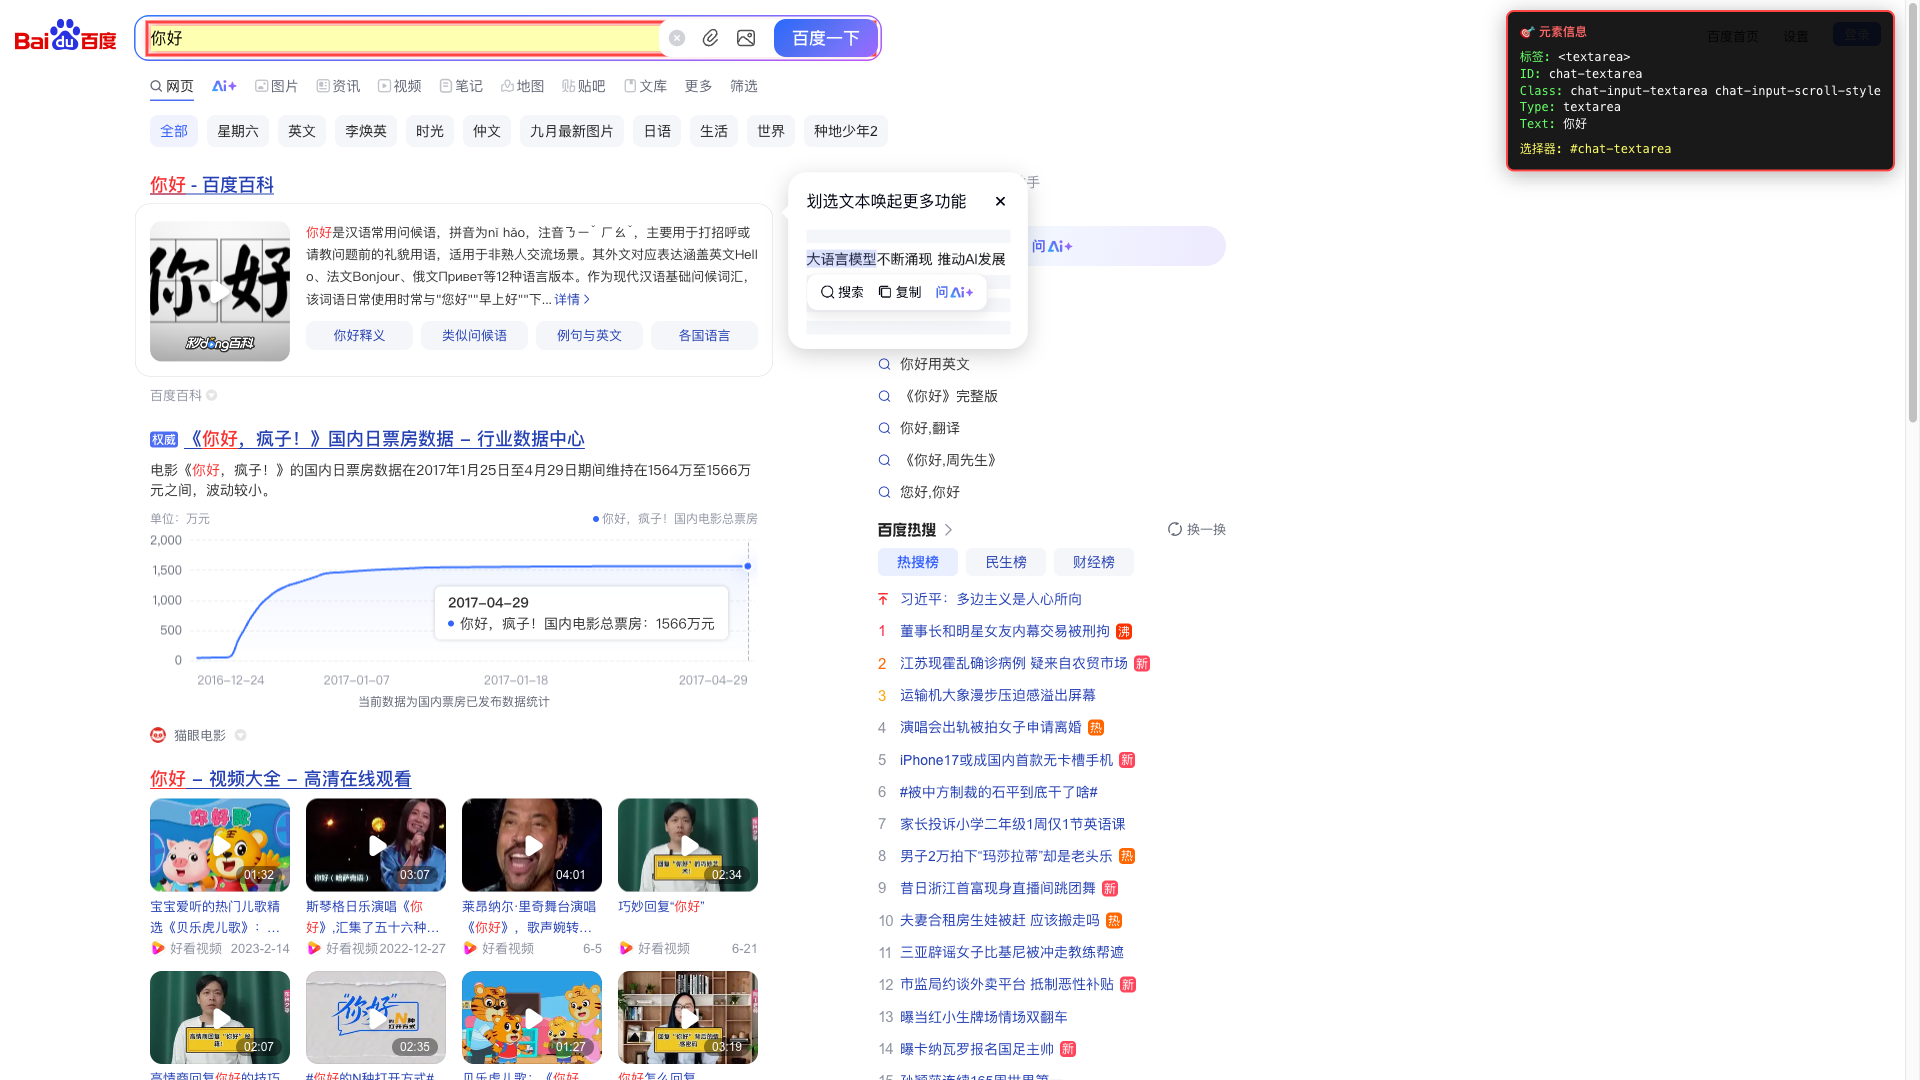 Bai du 百度
你好
百度一下
百度首页 设置 登录
网页 Ai+ 图片 资讯 视频 笔记 地图 贴吧 文库 更多 筛选
全部 星期六 英文 李焕英 时光 仲文 九月最新图片 日语 生活 世界 种地少年2
🎯 元素信息
标签: <textarea>
ID: chat-textarea
Class: chat-input-textarea chat-input-scroll-style
Type: textarea
Text: 你好
选择器: #chat-textarea
你好 - 百度百科
你好
秒dong百科
你好是汉语常用问候语，拼音为nǐ hǎo，注音ㄋㄧˇ ㄏㄠˇ，主要用于打招呼或
请教问题前的礼貌用语，适用于非熟人交流场景。其外文对应表达涵盖英文Hell
o、法文Bonjour、俄文Привет等12种语言版本。作为现代汉语基础问候词汇，
该词语日常使用时常与"您好""早上好""下... 详情
你好释义 类似问候语 例句与英文 各国语言
百度百科
权威 《你好，疯子！》国内日票房数据 – 行业数据中心
电影《你好，疯子！》的国内日票房数据在2017年1月25日至4月29日期间维持在1564万至1566万
元之间，波动较小。
单位：万元
你好，疯子！国内电影总票房
2,000
1,500
1,000
500
0
2017-04-29
你好，疯子！国内电影总票房：1566万元
2016-12-24 2017-01-07 2017-01-18 2017-04-29
当前数据为国内票房已发布数据统计
猫眼电影
你好 – 视频大全 – 高清在线观看
01:32 03:07 04:01 02:34
宝宝爱听的热门儿歌精
选《贝乐虎儿歌》：...
好看视频 2023-2-14
斯琴格日乐演唱《你
好》,汇集了五十六种...
好看视频 2022-12-27
莱昂纳尔·里奇舞台演唱
《你好》，歌声婉转...
好看视频 6-5
巧妙回复“你好”
好看视频 6-21
02:07 02:35 01:27 03:19
高情商回复你好的技巧
#你好的N种打开方式#
贝乐虎儿歌：《你好
你好怎么回复
手
划选文本唤起更多功能
大语言模型不断涌现 推动AI发展
搜索 复制 问Ai+
问Ai+
你好用英文
《你好》完整版
你好,翻译
《你好,周先生》
您好,你好
百度热搜 换一换
热搜榜 民生榜 财经榜
习近平：多边主义是人心所向
1 董事长和明星女友内幕交易被刑拘 沸
2 江苏现霍乱确诊病例 疑来自农贸市场 新
3 运输机大象漫步压迫感溢出屏幕
4 演唱会出轨被拍女子申请离婚 热
5 iPhone17或成国内首款无卡槽手机 新
6 #被中方制裁的石平到底干了啥#
7 家长投诉小学二年级1周仅1节英语课
8 男子2万拍下“玛莎拉蒂”却是老头乐 热
9 昔日浙江首富现身直播间跳团舞 新
10 夫妻合租房生娃被赶 应该搬走吗 热
11 三亚辟谣女子比基尼被冲走教练帮遮
12 市监局约谈外卖平台 抵制恶性补贴 新
13 曝当红小生牌场情场双翻车
14 曝卡纳瓦罗报名国足主帅 新